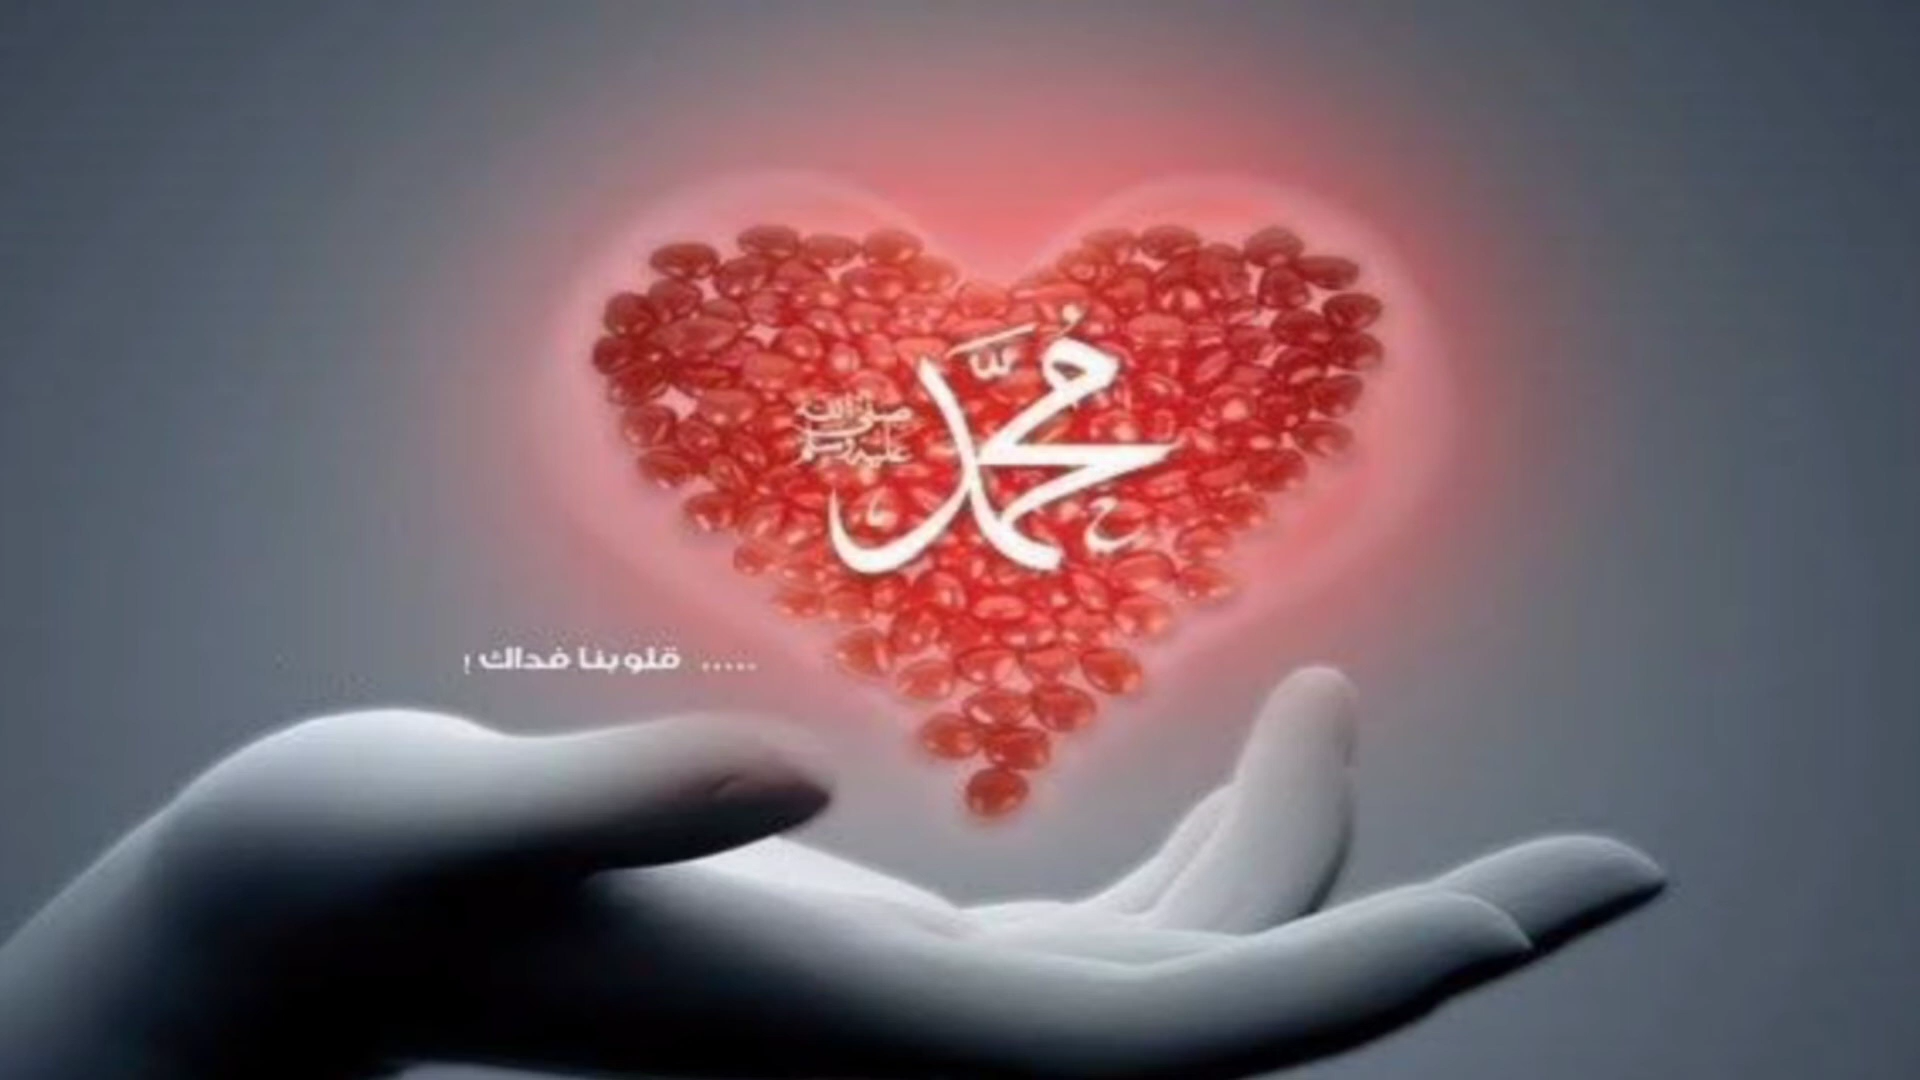 مُحَمَّد
صلى الله
عليه وسلم
..... قلوبنا فداك !